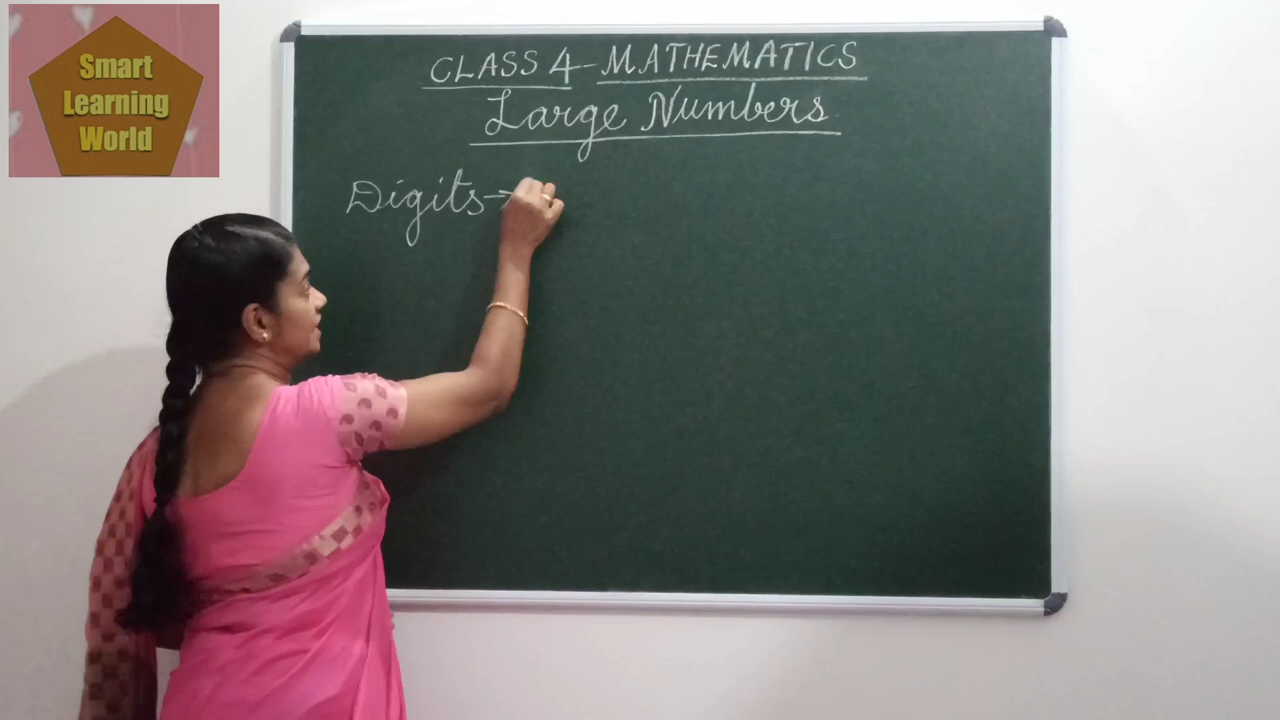 Smart
Learning
World
CLASS 4 - MATHEMATICS
Large Numbers
Digits →